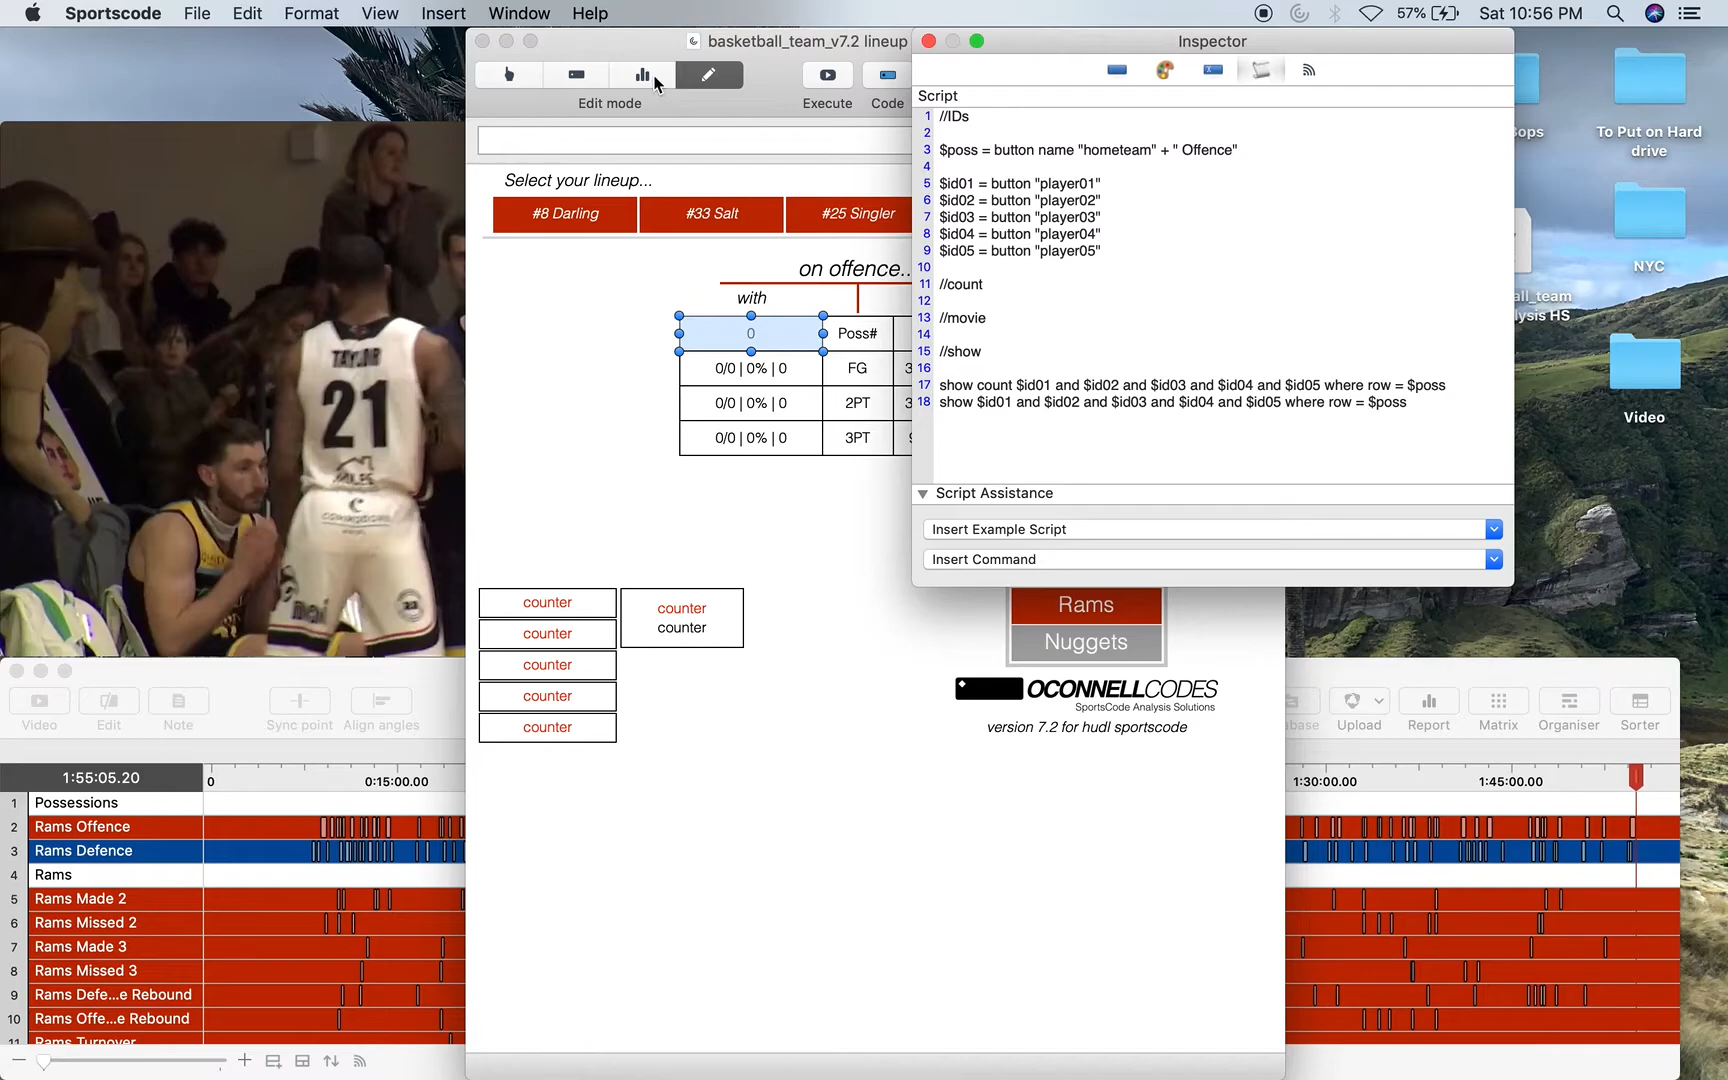 Sportscode File Edit Format View Insert Window Help
57% Sat 10:56 PM
basketball_team_v7.2 lineup
Inspector
Edit mode
Execute
Code
Script
1 //IDs
2
3 $poss = button name "hometeam" + " Offence"
4
5 $id01 = button "player01"
6 $id02 = button "player02"
7 $id03 = button "player03"
8 $id04 = button "player04"
9 $id05 = button "player05"
10
11 //count
12
13 //movie
14
15 //show
16
17 show count $id01 and $id02 and $id03 and $id04 and $id05 where row = $poss
18 show $id01 and $id02 and $id03 and $id04 and $id05 where row = $poss
Script Assistance
Insert Example Script
Insert Command
Select your lineup...
#8 Darling #33 Salt #25 Singler
on offence..
with
0 Poss#
0/0 | 0% | 0 FG 3
0/0 | 0% | 0 2PT 3
0/0 | 0% | 0 3PT
counter
counter
counter
counter
counter
counter
counter
Rams
Nuggets
OCONNELLCODES
SportsCode Analysis Solutions
version 7.2 for hudl sportscode
To Put on Hard
drive
NYC
Video
TAYLOR
21
Video Edit Note Sync point Align angles
Upload Report Matrix Organiser Sorter
1:55:05.20 0 0:15:00.00 1:30:00.00 1:45:00.00
1 Possessions
2 Rams Offence
3 Rams Defence
4 Rams
5 Rams Made 2
6 Rams Missed 2
7 Rams Made 3
8 Rams Missed 3
9 Rams Defe...e Rebound
10 Rams Offe...e Rebound
11 Rams Turnover